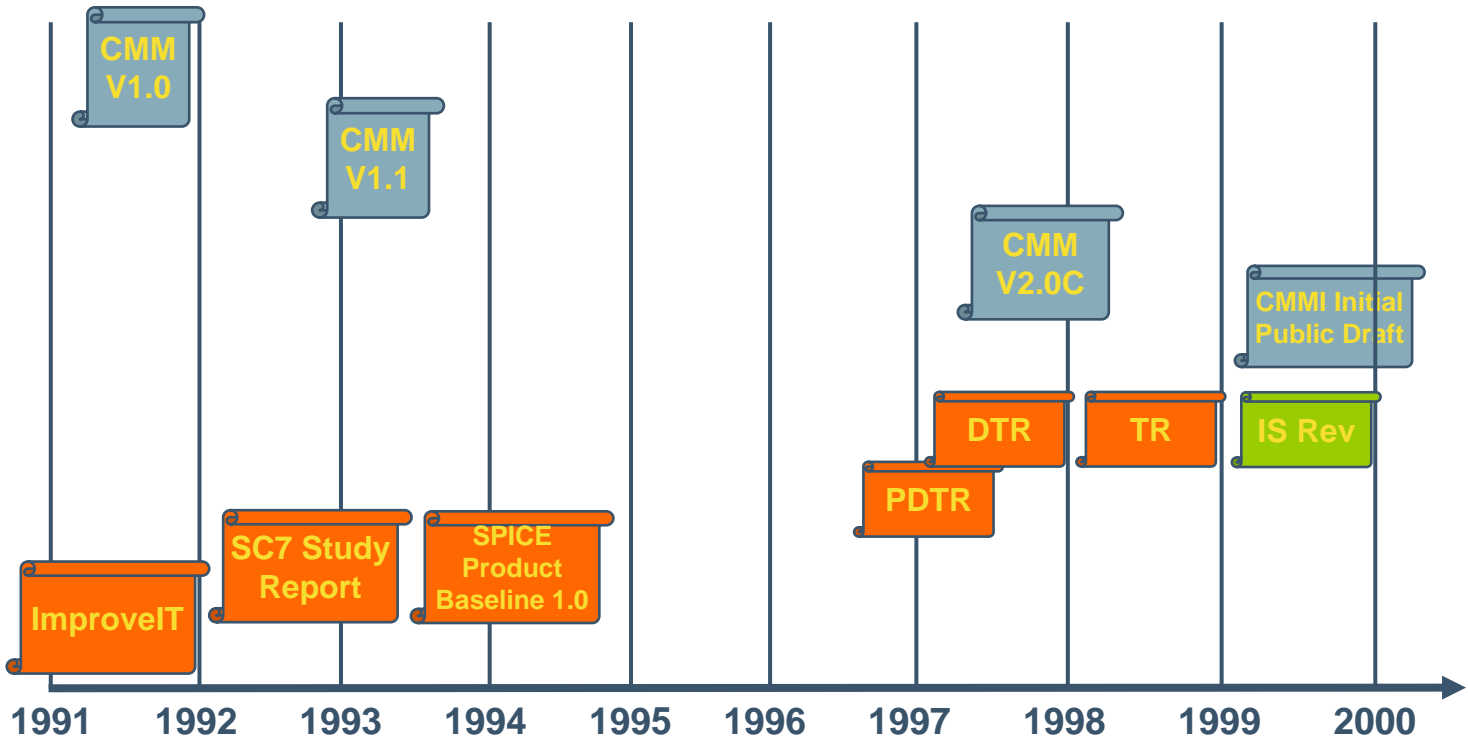 CMM
V1.0
CMM
V1.1
CMM
V2.0C
CMMI Initial
Public Draft
DTR
TR
IS Rev
PDTR
SC7 Study
Report
SPICE
Product
Baseline 1.0
ImproveIT
1991 1992 1993 1994 1995 1996 1997 1998 1999 2000